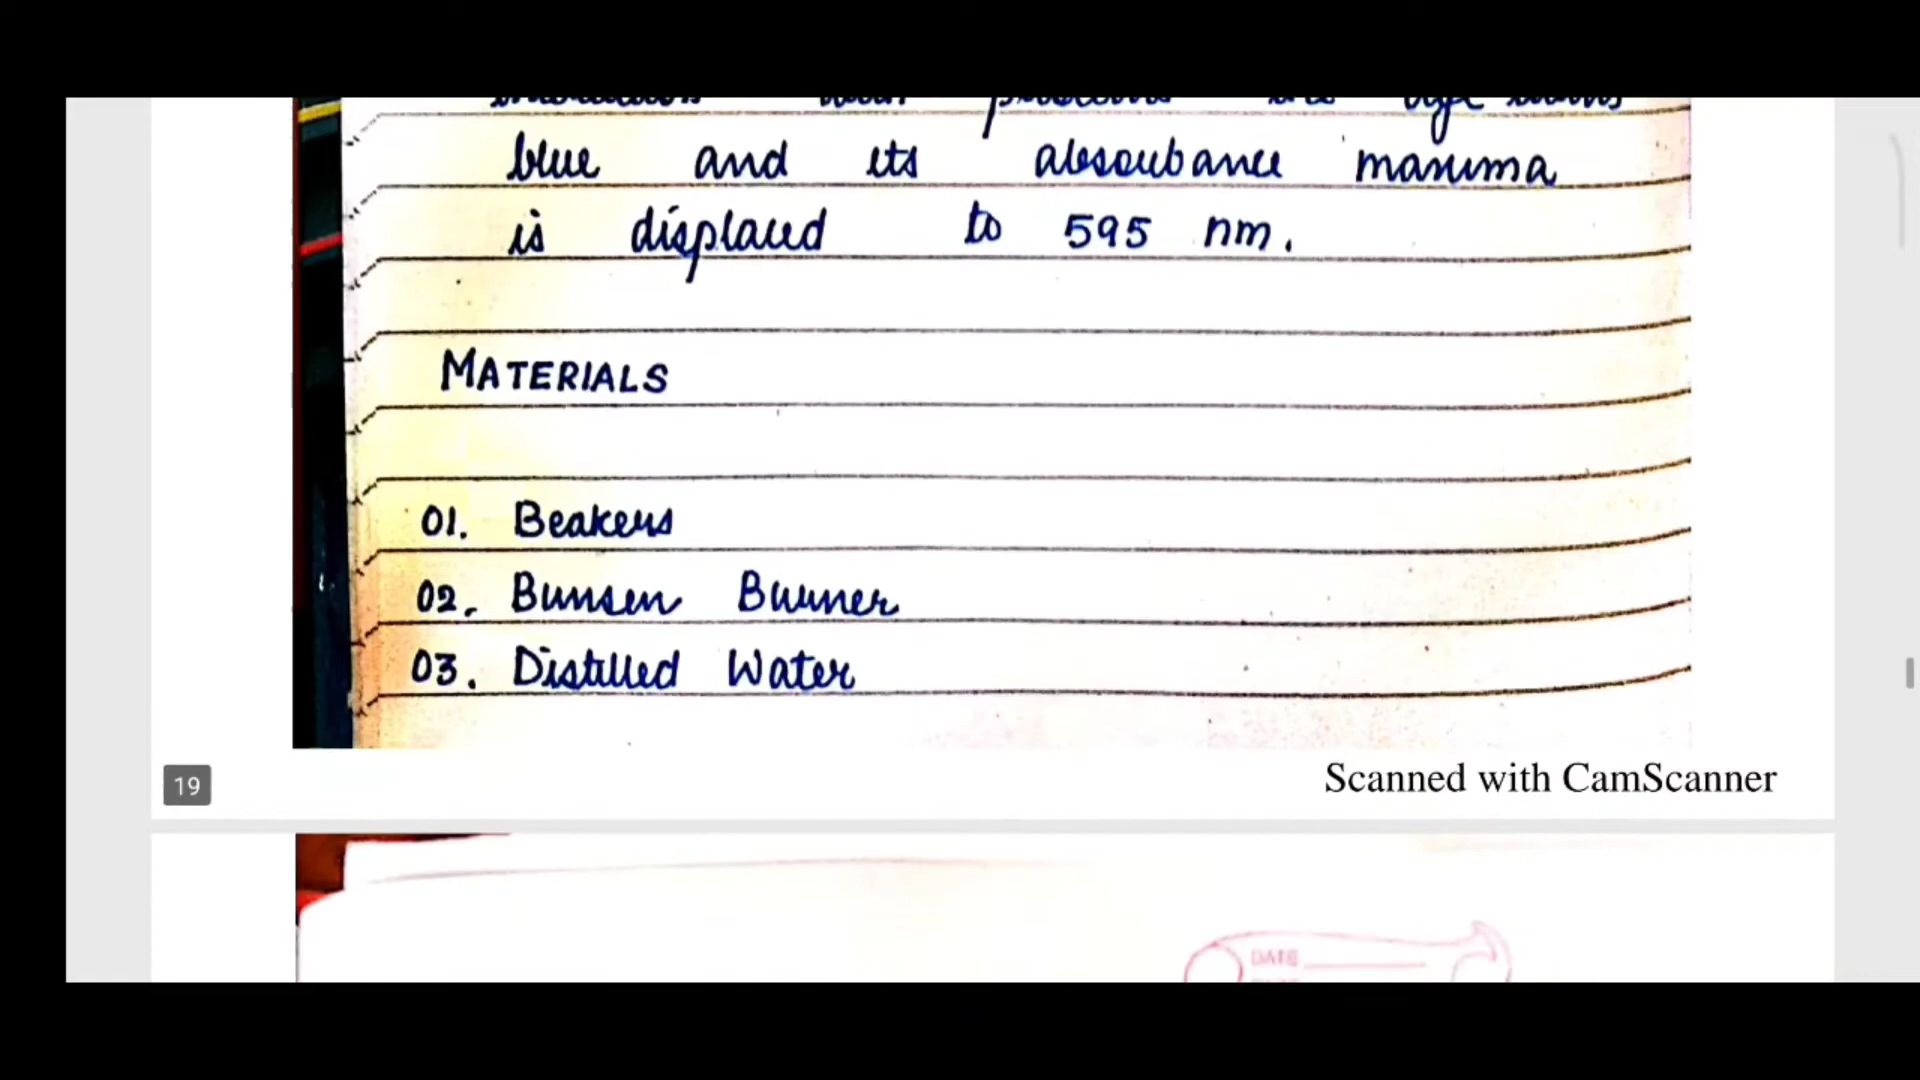 blue and its absorbance maxima
is displaced to 595 nm.
MATERIALS
01. Beakers
02. Bunsen Burner
03. Distilled Water
19
Scanned with CamScanner
DATE